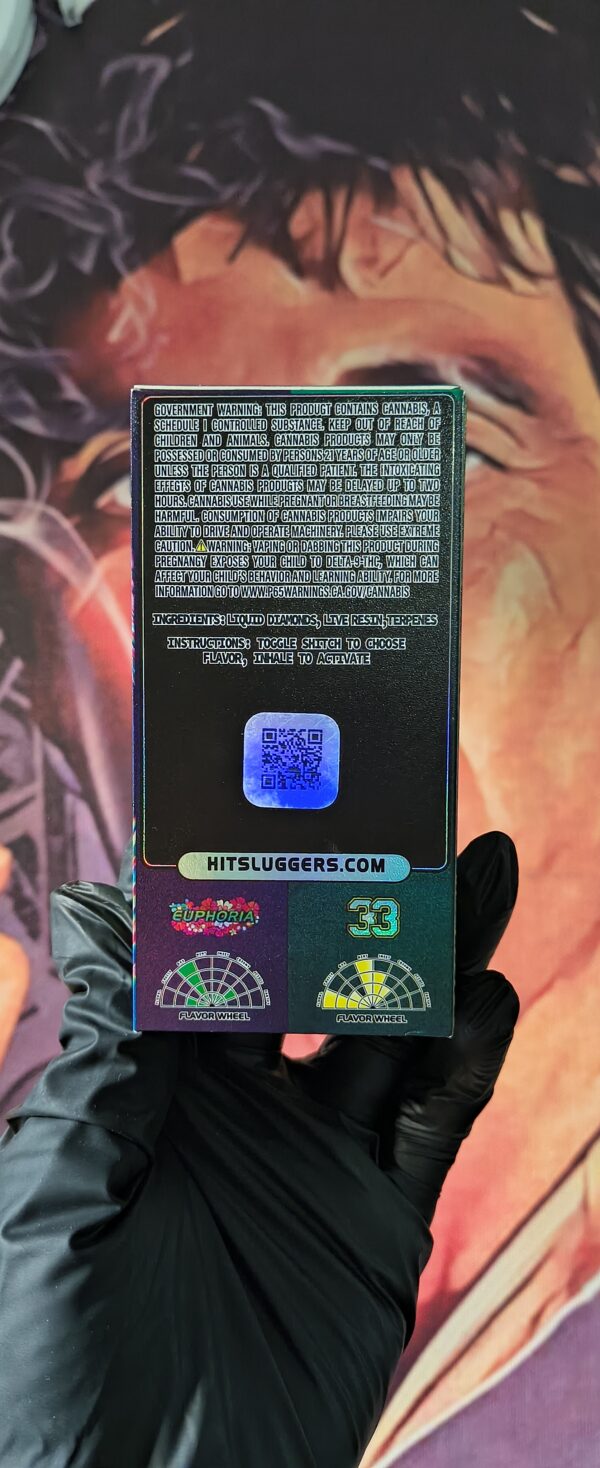 GOVERNMENT WARNING: THIS PRODUCT CONTAINS CANNABIS, A
SCHEDULE I CONTROLLED SUBSTANCE. KEEP OUT OF REACH OF
CHILDREN AND ANIMALS. CANNABIS PRODUCTS MAY ONLY BE
POSSESSED OR CONSUMED BY PERSONS 21 YEARS OF AGE OR OLDER
UNLESS THE PERSON IS A QUALIFIED PATIENT. THE INTOXICATING
EFFECTS OF CANNABIS PRODUCTS MAY BE DELAYED UP TO TWO
HOURS. CANNABIS USE WHILE PREGNANT OR BREASTFEEDING MAY BE
HARMFUL. CONSUMPTION OF CANNABIS PRODUCTS IMPAIRS YOUR
ABILITY TO DRIVE AND OPERATE MACHINERY. PLEASE USE EXTREME
CAUTION. ⚠WARNING: VAPING OR DABBING THIS PRODUCT DURING
PREGNANGY EXPOSES YOUR CHILD TO DELTA-9-THC, WHICH CAN
AFFECT YOUR CHILD'S BEHAVIOR AND LEARNING ABILITY. FOR MORE
INFORMATION GO TO WWW.P65WARNINGS.CA.GOV/CANNABIS
INGREDIENTS: LIQUID DIAMONDS, LIVE RESIN, TERPENES
INSTRUCTIONS: TOGGLE SWITCH TO CHOOSE
FLAVOR, INHALE TO ACTIVATE
HITSLUGGERS.COM
EUPHORIA
33
FLAVOR WHEEL
FLAVOR WHEEL